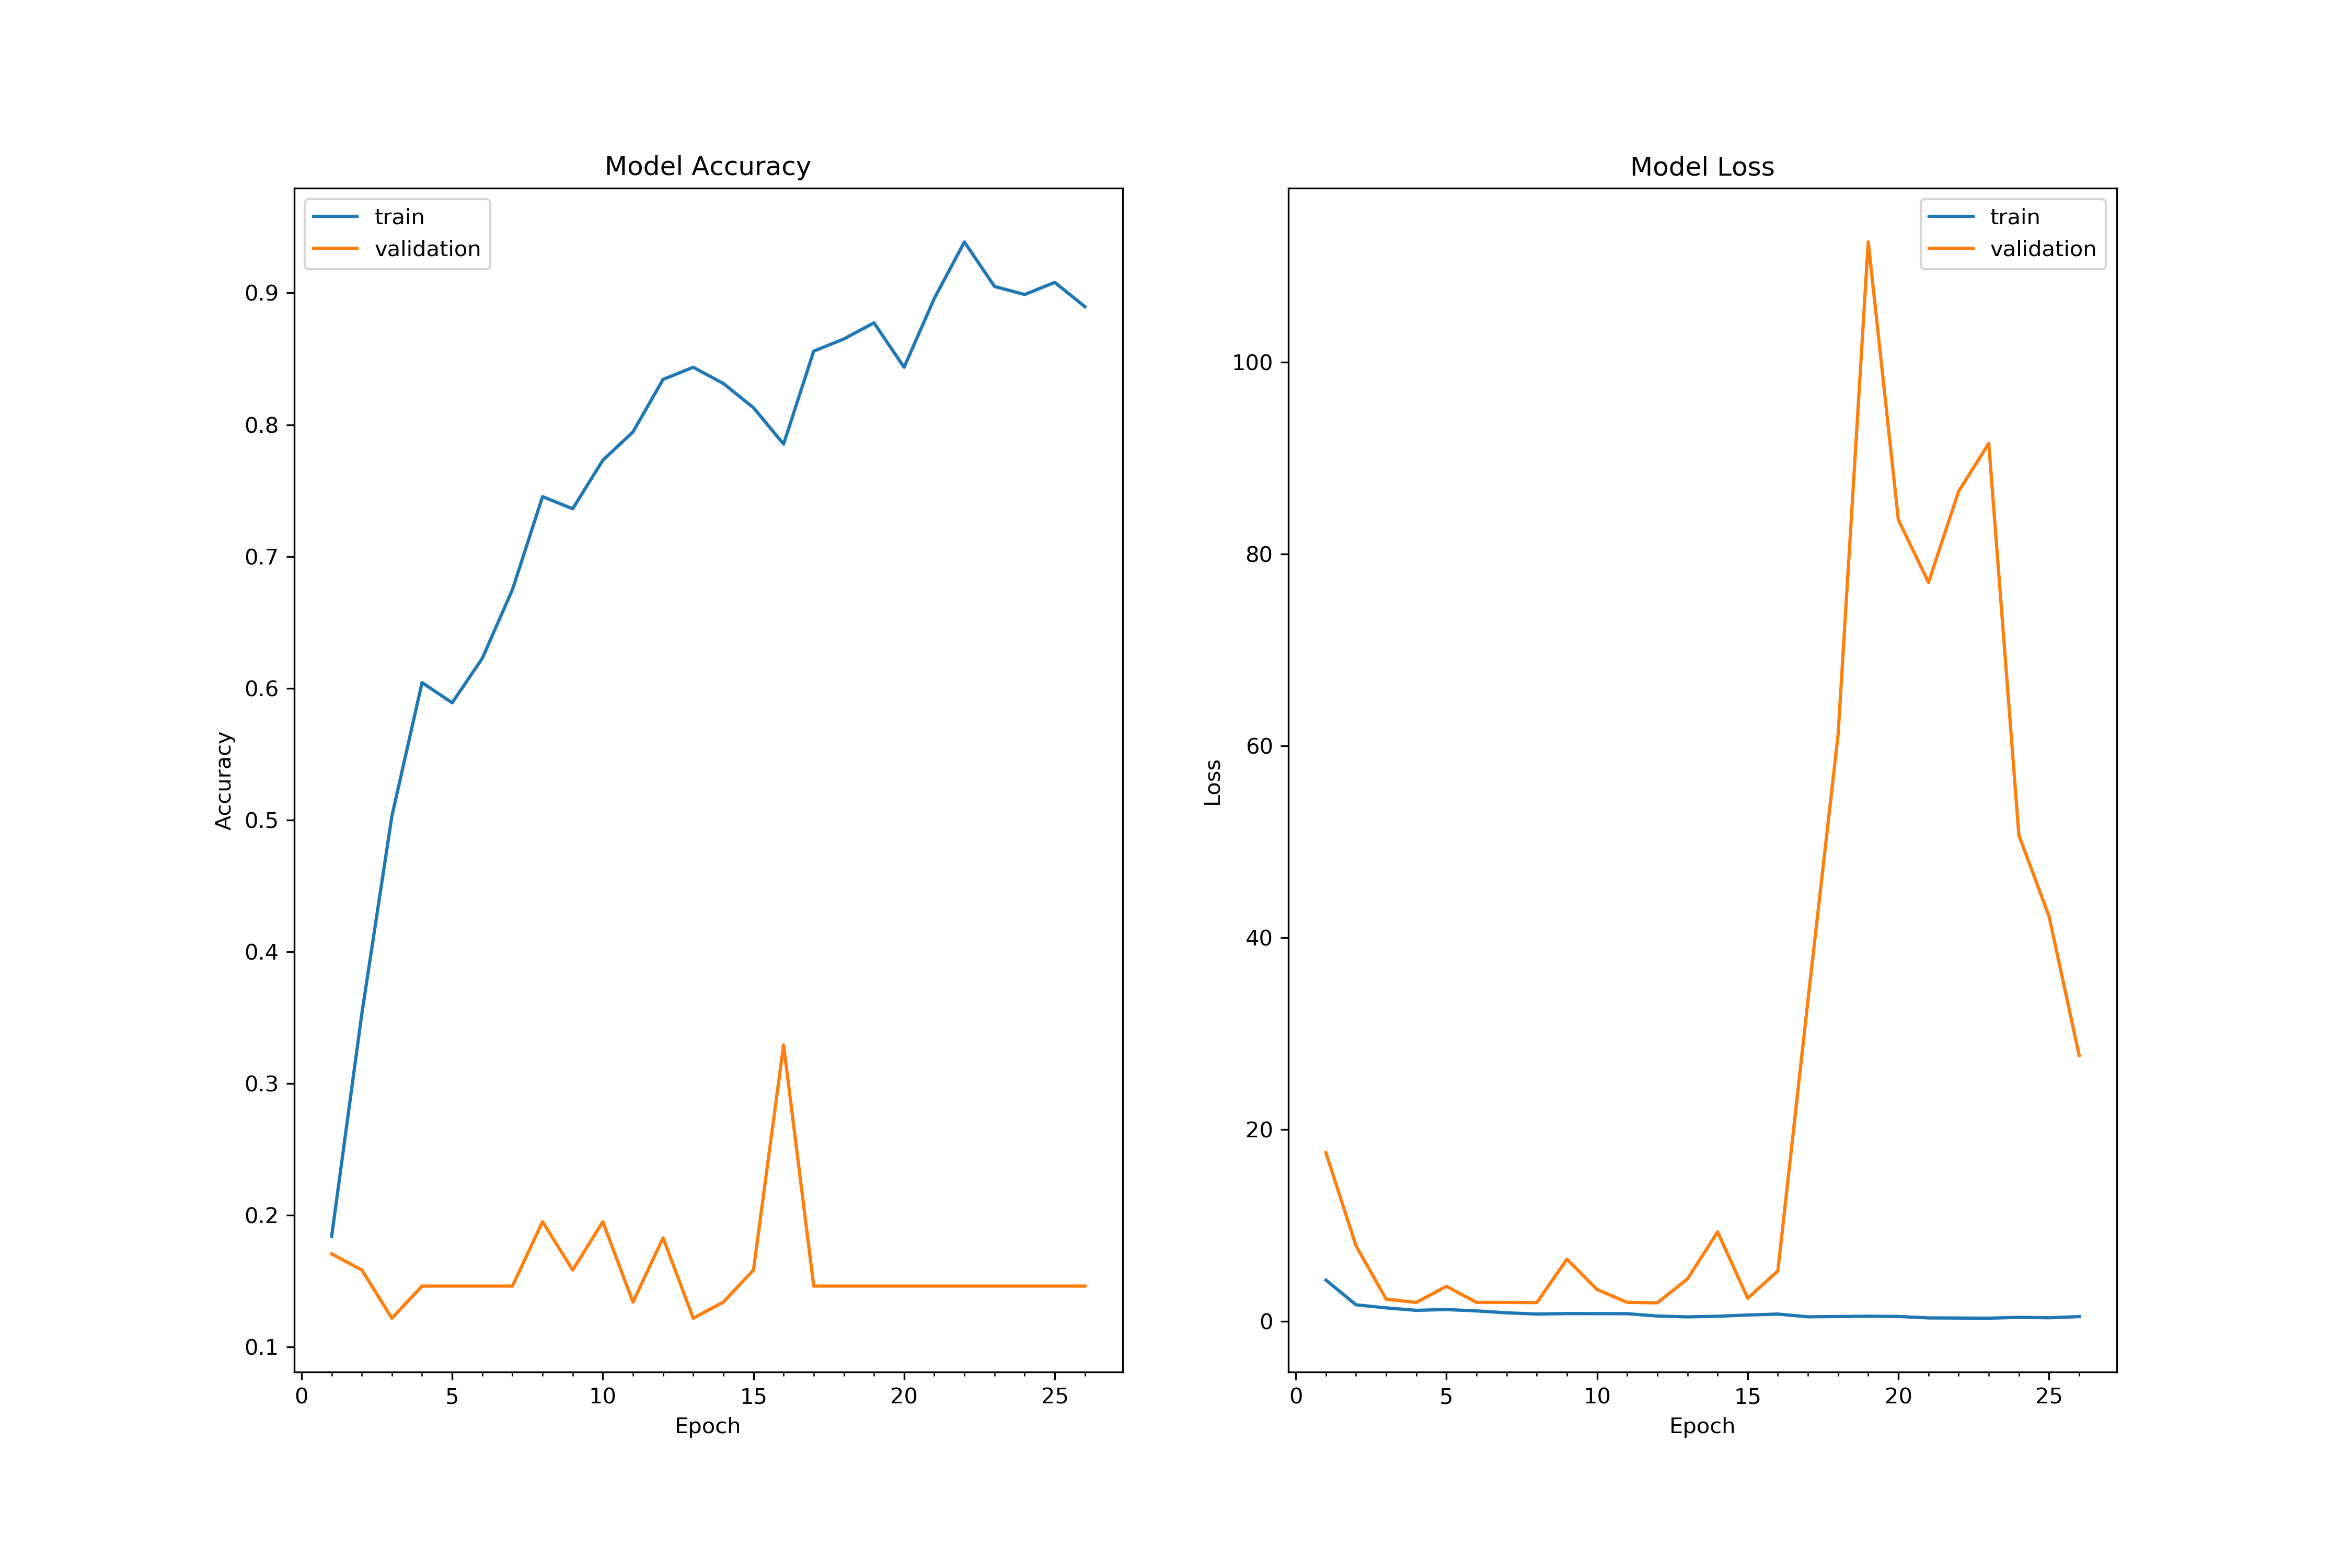 Model Accuracy
train
validation
0.9
0.8
0.7
0.6
0.5
0.4
0.3
0.2
0.1
Accuracy
0 5 10 15 20 25
Epoch
Model Loss
train
validation
100
80
60
40
20
0
Loss
0 5 10 15 20 25
Epoch